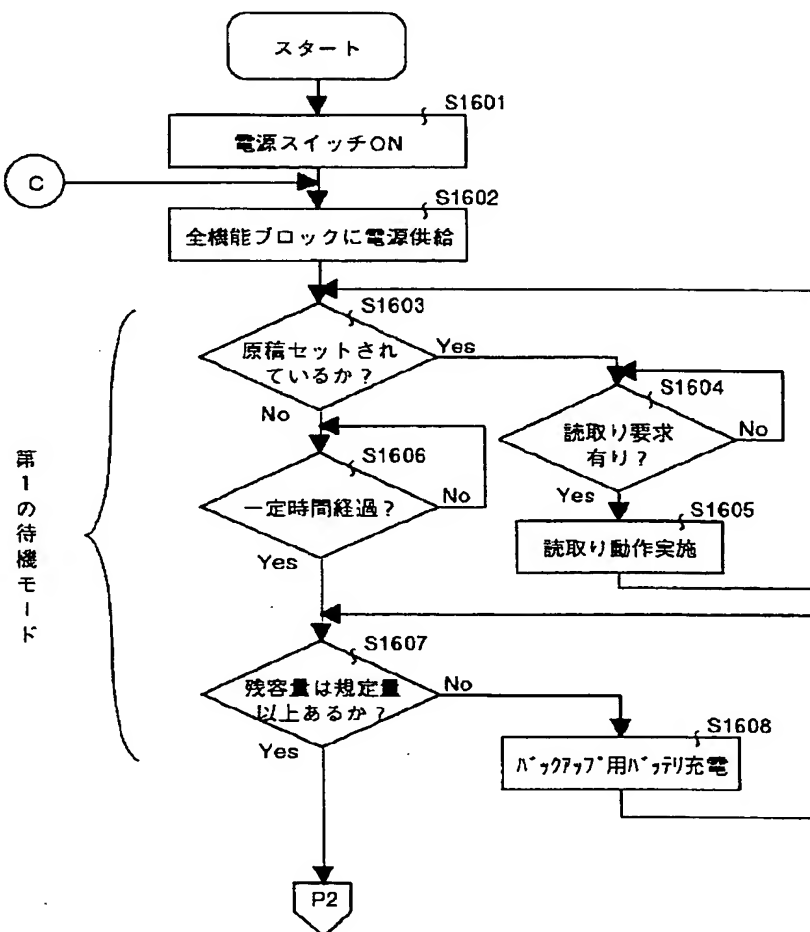 スタート
S1601
電源スイッチON
C
S1602
全機能ブロックに電源供給
S1603
原稿セットされ
ているか？
Yes
No
S1604
読取り要求
有り？
No
Yes
S1605
読取り動作実施
S1606
一定時間経過？
No
Yes
第1の待機モード
S1607
残容量は規定量
以上あるか？
No
Yes
S1608
ﾊﾞｯｸｱｯﾌﾟ用ﾊﾞｯﾃﾘ充電
P2